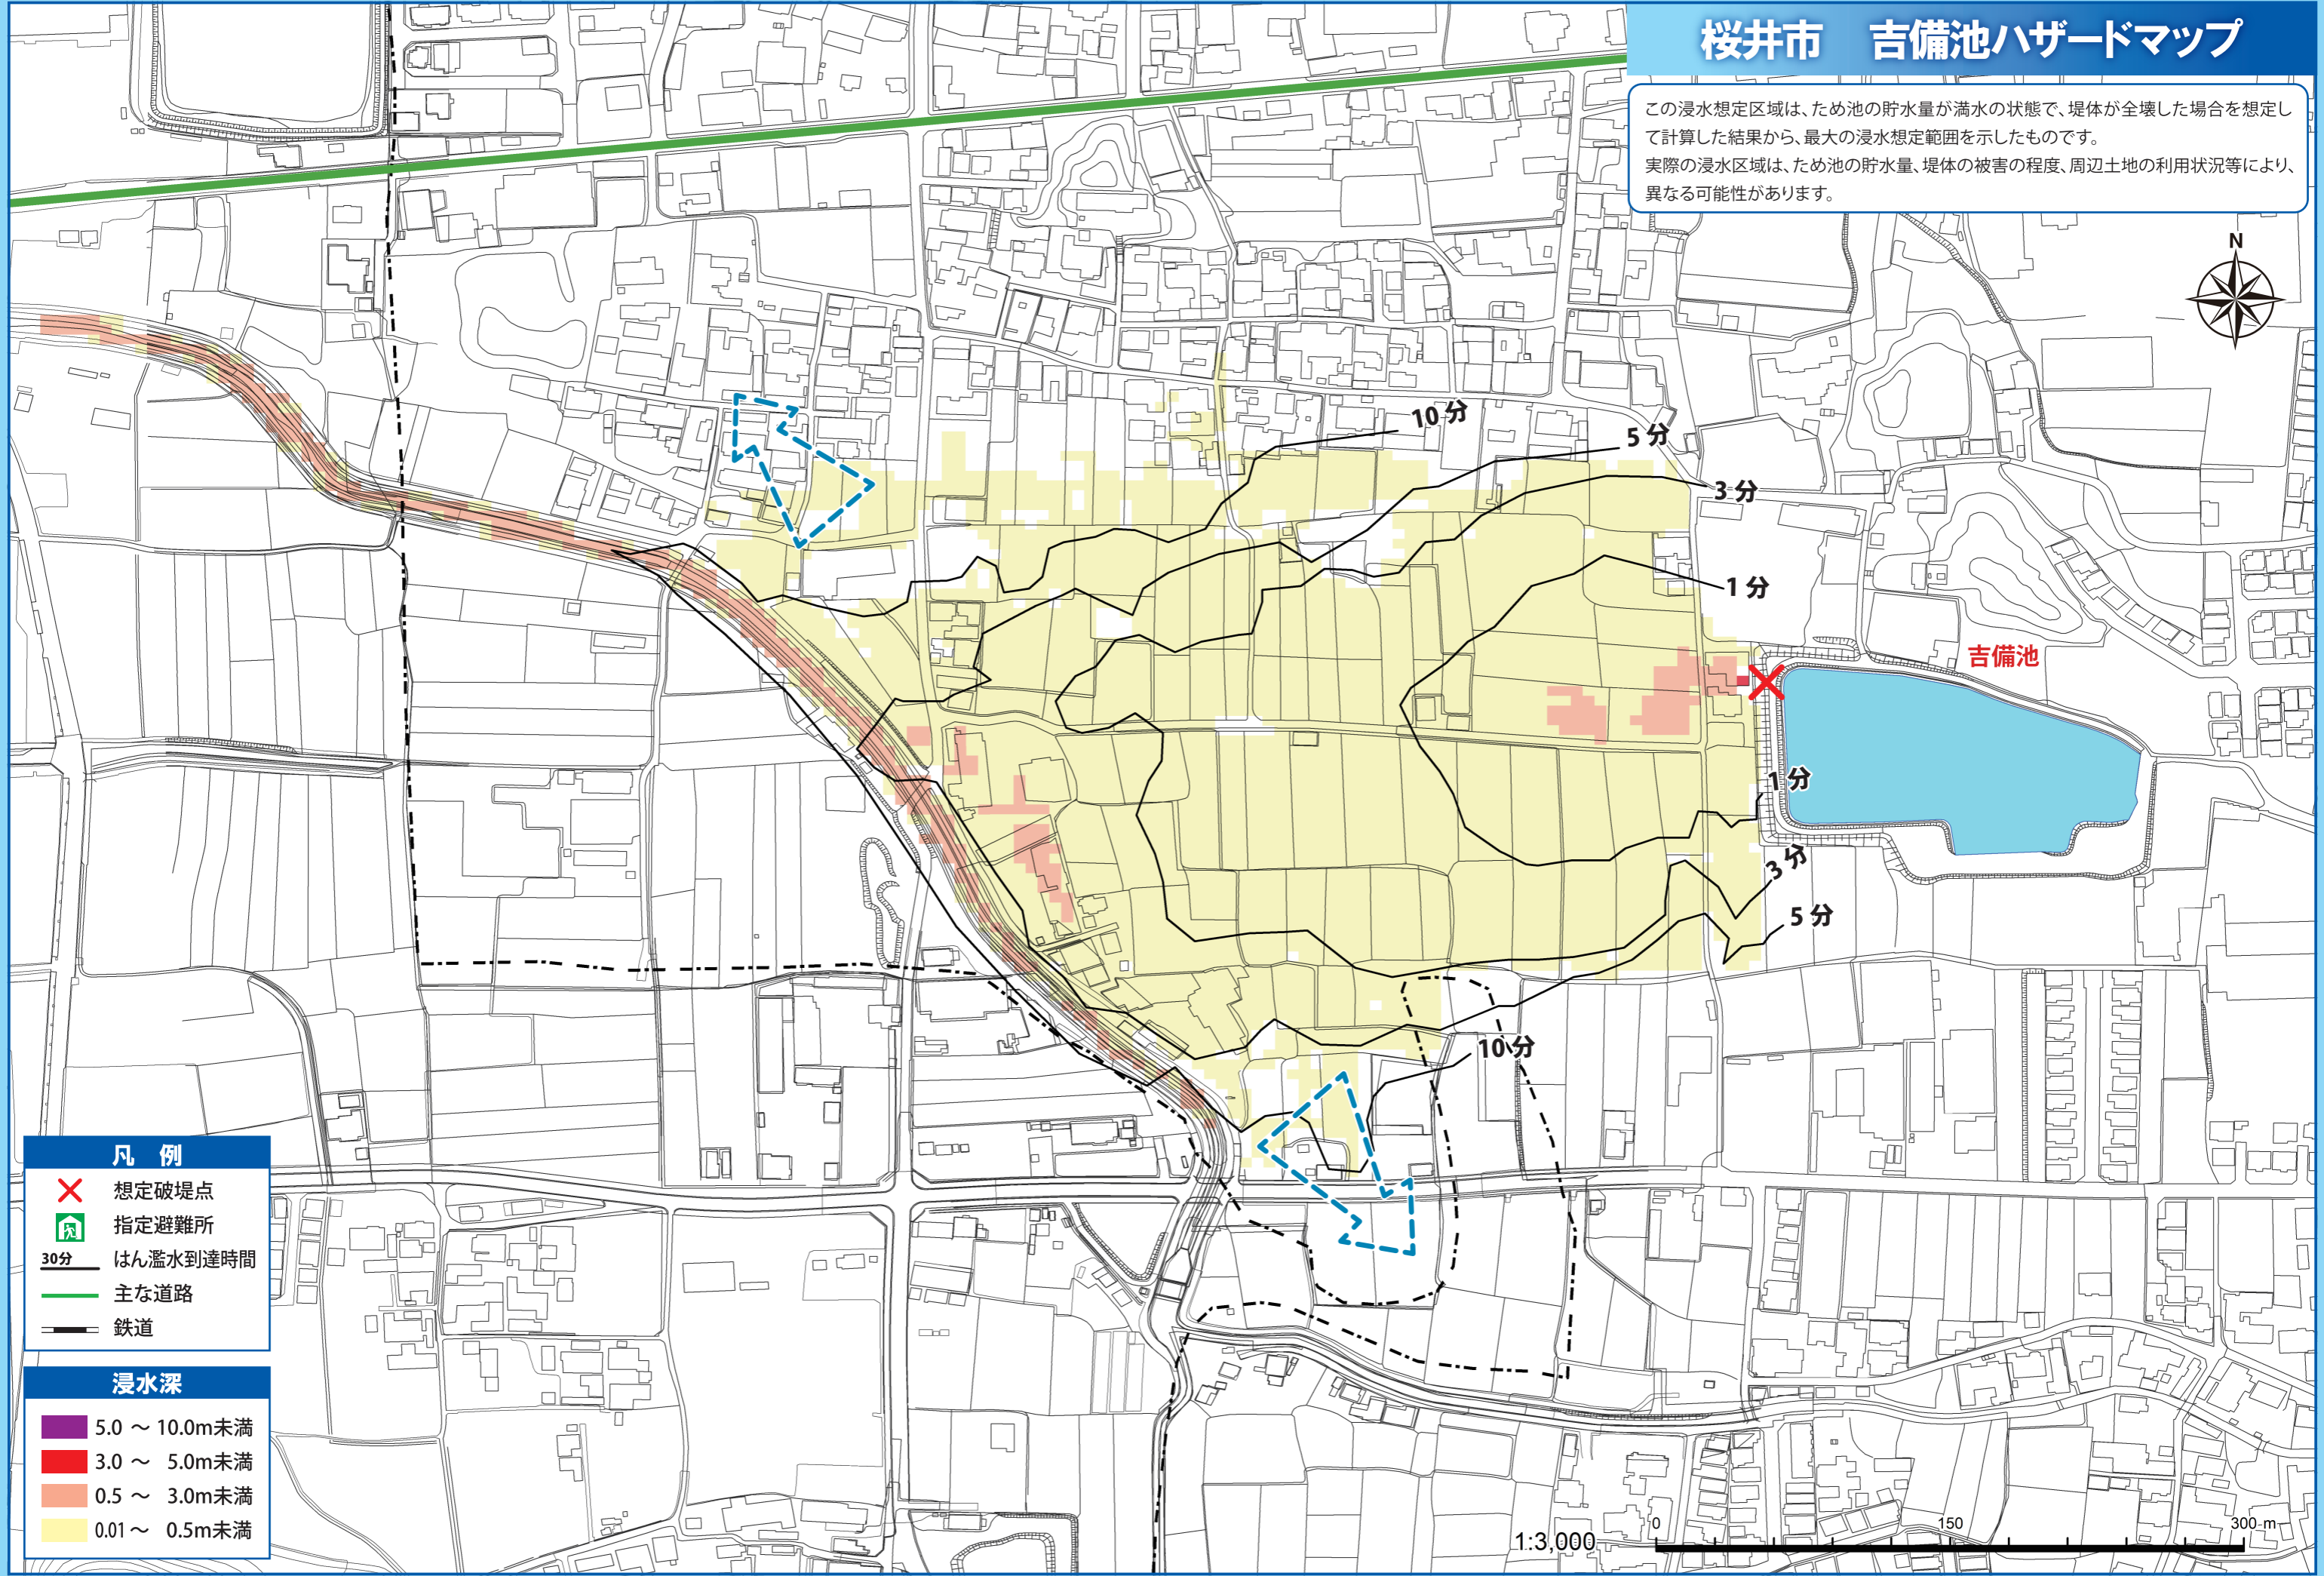 桜井市　吉備池ハザードマップ
この浸水想定区域は、ため池の貯水量が満水の状態で、堤体が全壊した場合を想定し
て計算した結果から、最大の浸水想定範囲を示したものです。
実際の浸水区域は、ため池の貯水量、堤体の被害の程度、周辺土地の利用状況等により、
異なる可能性があります。
N
10分
5分
3分
1分
吉備池
1分
3分
5分
10分
凡　例
想定破堤点
指定避難所
30分 はん濫水到達時間
主な道路
鉄道
浸水深
5.0 ～ 10.0m未満
3.0 ～ 5.0m未満
0.5 ～ 3.0m未満
0.01～ 0.5m未満
1:3,000
0 150 300 m